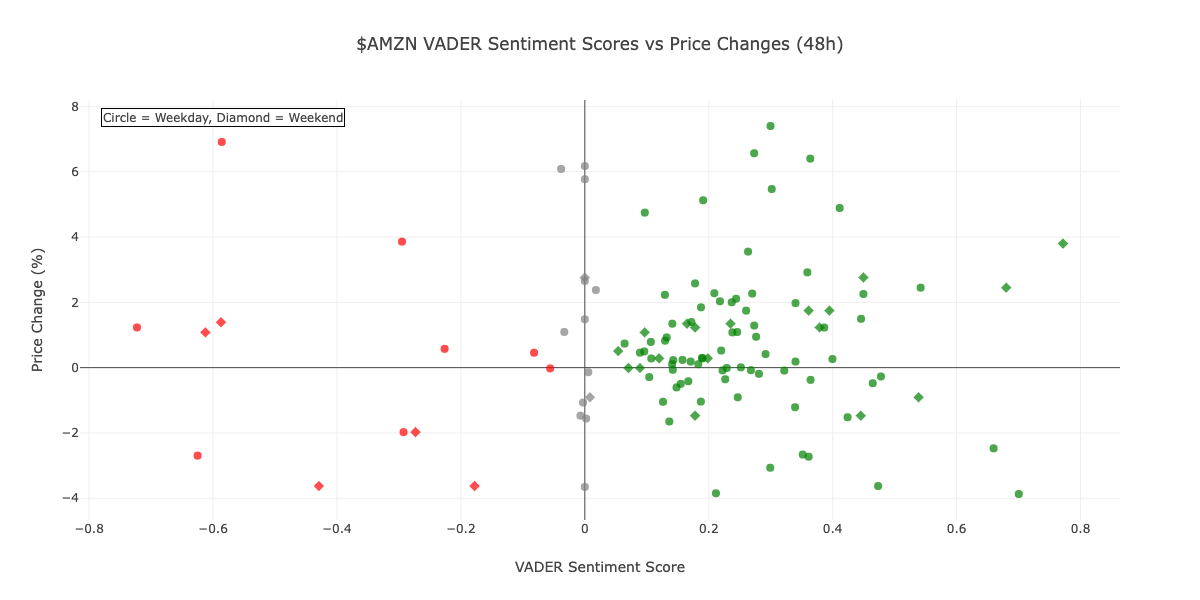 $AMZN VADER Sentiment Scores vs Price Changes (48h)
Circle = Weekday, Diamond = Weekend
Price Change (%)
8
6
4
2
0
−2
−4
−0.8 −0.6 −0.4 −0.2 0 0.2 0.4 0.6 0.8
VADER Sentiment Score